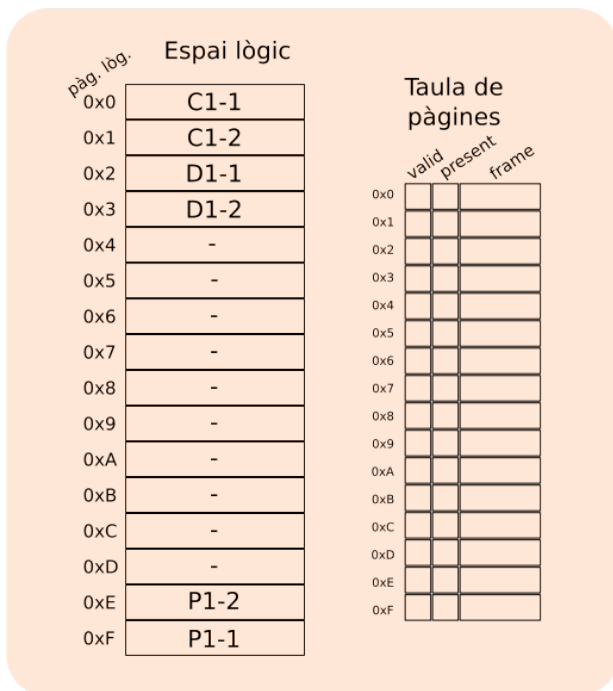 Espai lògic
pàg. lòg.
0x0 C1-1
0x1 C1-2
0x2 D1-1
0x3 D1-2
0x4 -
0x5 -
0x6 -
0x7 -
0x8 -
0x9 -
0xA -
0xB -
0xC -
0xD -
0xE P1-2
0xF P1-1
Taula de
pàgines
valid present frame
0x0
0x1
0x2
0x3
0x4
0x5
0x6
0x7
0x8
0x9
0xA
0xB
0xC
0xD
0xE
0xF